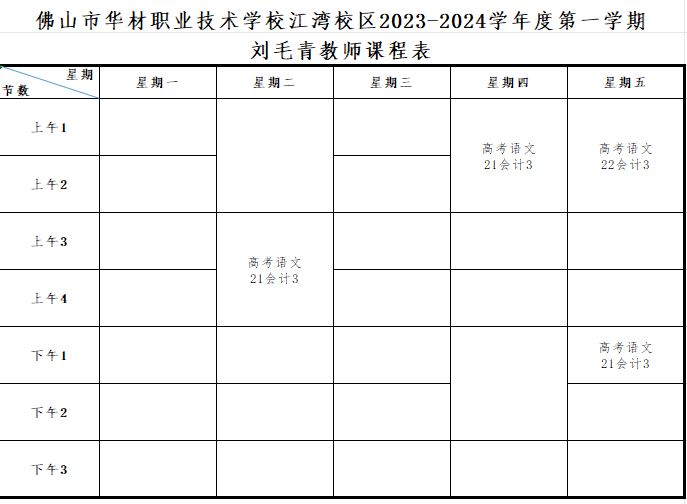 佛山市华材职业技术学校江湾校区2023-2024学年度第一学期
刘毛青教师课程表
星期
节数
星期一
星期二
星期三
星期四
星期五
上午1
高考语文
21会计3
高考语文
22会计3
上午2
上午3
高考语文
21会计3
上午4
下午1
高考语文
21会计3
下午2
下午3